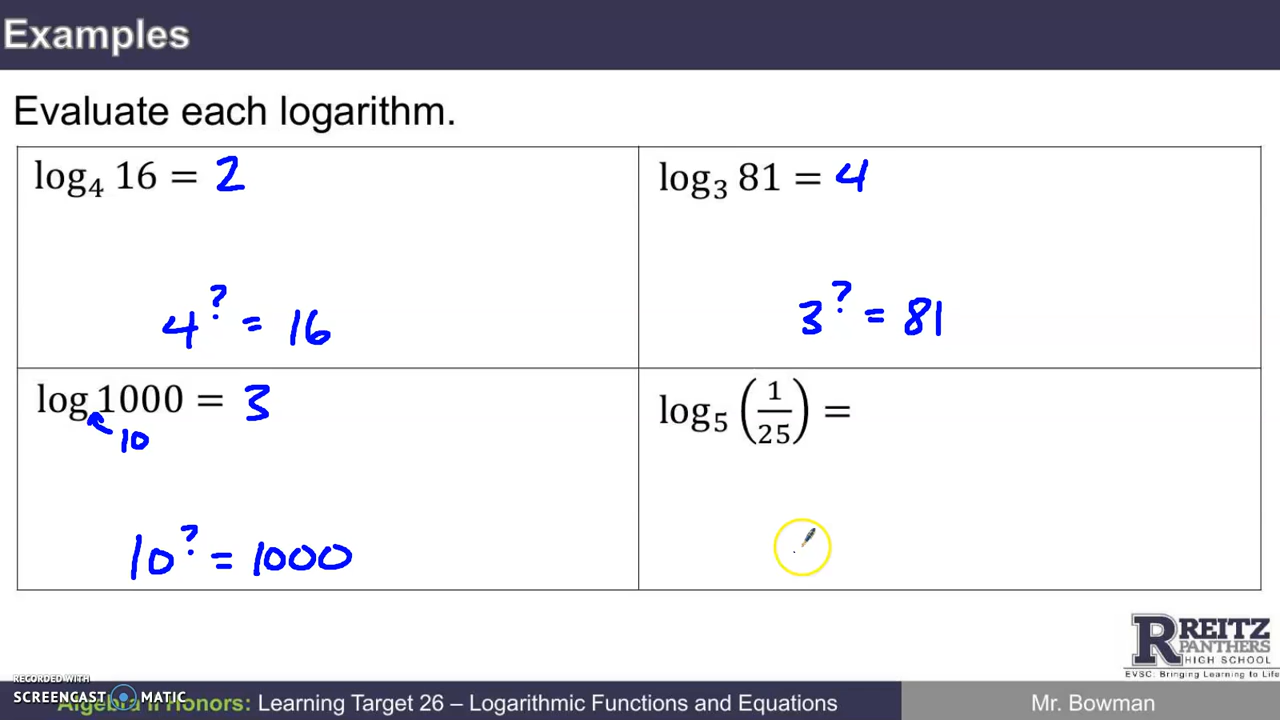 Examples
Evaluate each logarithm.
log₄ 16 = 2
4^? = 16
log₃ 81 = 4
3^? = 81
log 1000 = 3
10
10^? = 1000
log₅ (1/25) =
R REITZ
PANTHERS
HIGH SCHOOL
EVSC. Bringing Learning to Life
RECORDED WITH
SCREENCAST MATIC
Algebra II Honors: Learning Target 26 – Logarithmic Functions and Equations
Mr. Bowman